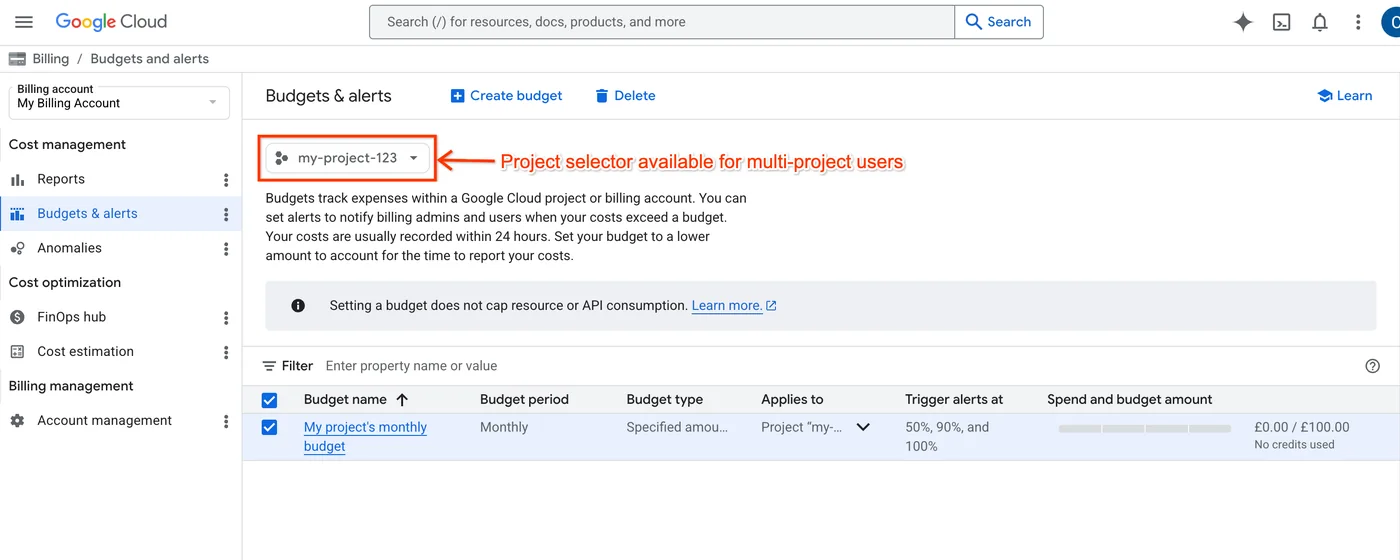 Google Cloud
Search (/) for resources, docs, products, and more
Search
Billing / Budgets and alerts
Billing account
My Billing Account
Cost management
Reports
Budgets & alerts
Anomalies
Cost optimization
FinOps hub
Cost estimation
Billing management
Account management
Budgets & alerts
Create budget
Delete
Learn
my-project-123
Project selector available for multi-project users
Budgets track expenses within a Google Cloud project or billing account. You can
set alerts to notify billing admins and users when your costs exceed a budget.
Your costs are usually recorded within 24 hours. Set your budget to a lower
amount to account for the time to report your costs.
Setting a budget does not cap resource or API consumption. Learn more.
Filter Enter property name or value
Budget name Budget period Budget type Applies to Trigger alerts at Spend and budget amount
My project's monthly
budget
Monthly
Specified amou...
Project "my-...
50%, 90%, and
100%
£0.00 / £100.00
No credits used